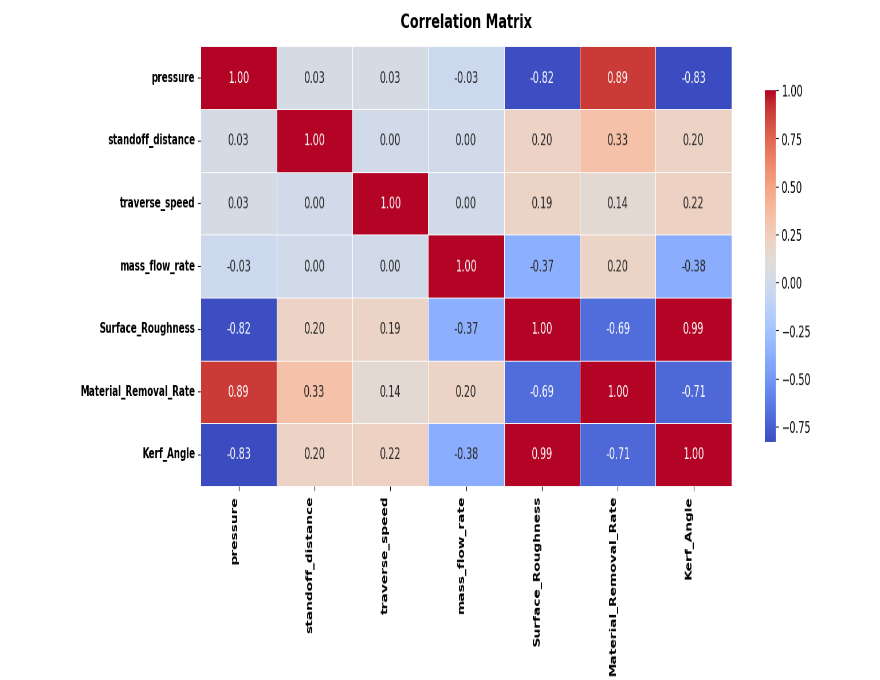 Correlation Matrix
pressure 1.00 0.03 0.03 -0.03 -0.82 0.89 -0.83
standoff_distance 0.03 1.00 0.00 0.00 0.20 0.33 0.20
traverse_speed 0.03 0.00 1.00 0.00 0.19 0.14 0.22
mass_flow_rate -0.03 0.00 0.00 1.00 -0.37 0.20 -0.38
Surface_Roughness -0.82 0.20 0.19 -0.37 1.00 -0.69 0.99
Material_Removal_Rate 0.89 0.33 0.14 0.20 -0.69 1.00 -0.71
Kerf_Angle -0.83 0.20 0.22 -0.38 0.99 -0.71 1.00
pressure
standoff_distance
traverse_speed
mass_flow_rate
Surface_Roughness
Material_Removal_Rate
Kerf_Angle
1.00
0.75
0.50
0.25
0.00
−0.25
−0.50
−0.75